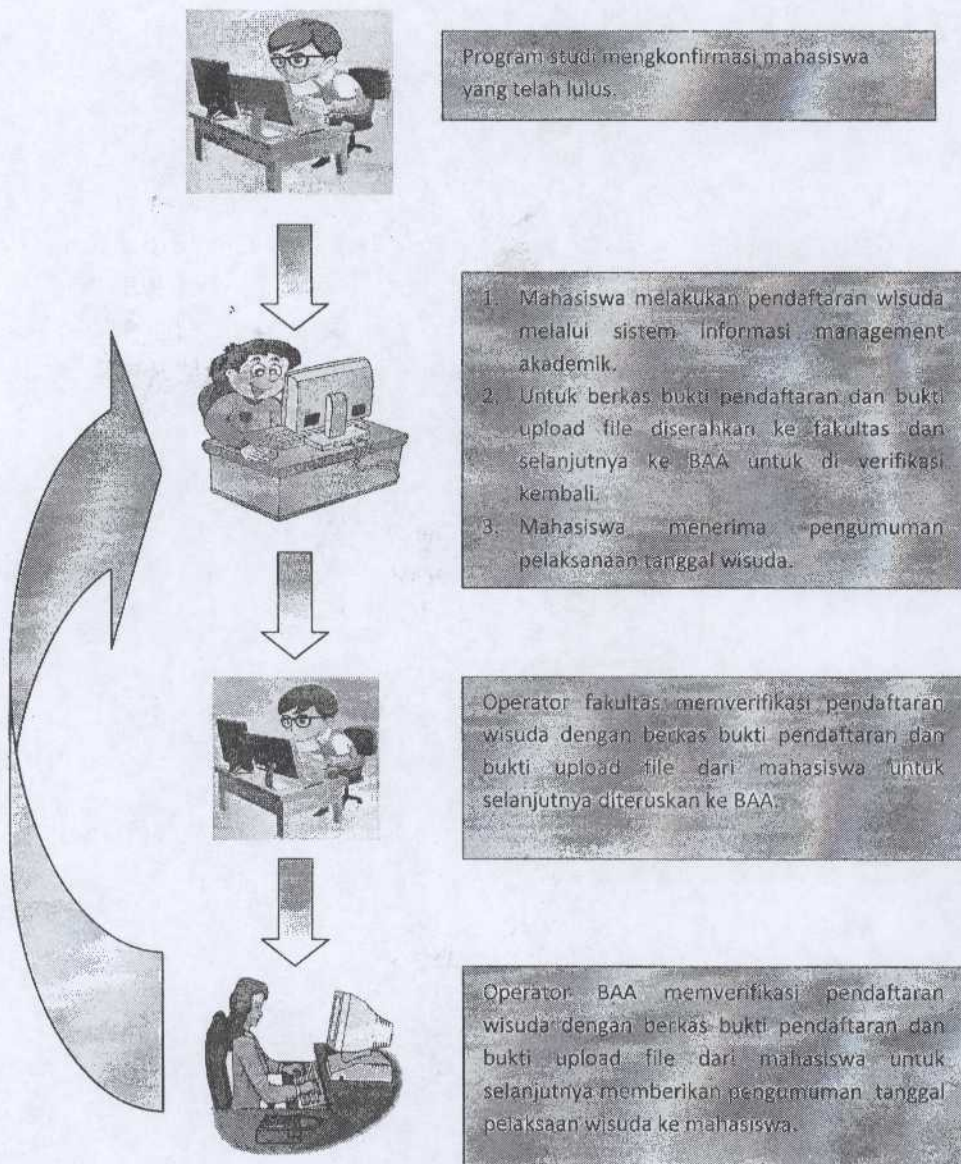 Program studi mengkonfirmasi mahasiswa
yang telah lulus.
1. Mahasiswa melakukan pendaftaran wisuda
melalui sistem informasi management
akademik.
2. Untuk berkas bukti pendaftaran dan bukti
upload file diserahkan ke fakultas dan
selanjutnya ke BAA untuk di verifikasi
kembali.
3. Mahasiswa menerima pengumuman
pelaksanaan tanggal wisuda.
Operator fakultas memverifikasi pendaftaran
wisuda dengan berkas bukti pendaftaran dan
bukti upload file dari mahasiswa untuk
selanjutnya diteruskan ke BAA.
Operator BAA memverifikasi pendaftaran
wisuda dengan berkas bukti pendaftaran dan
bukti upload file dari mahasiswa untuk
selanjutnya memberikan pengumuman tanggal
pelaksaan wisuda ke mahasiswa.